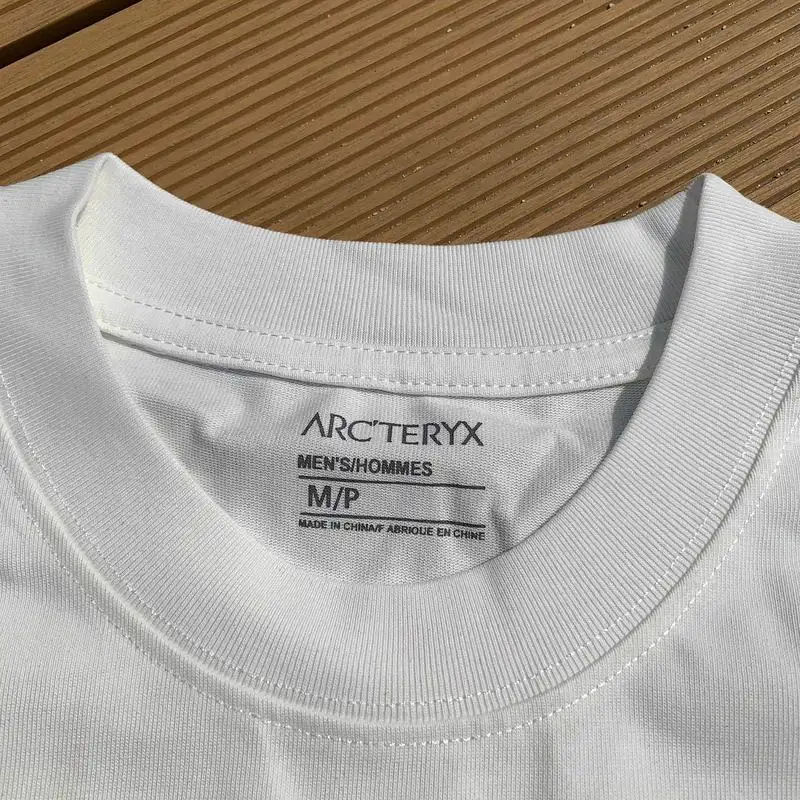 ARC'TERYX
MEN'S/HOMMES
M/P
MADE IN CHINA/F ABRIQUE EN CHINE